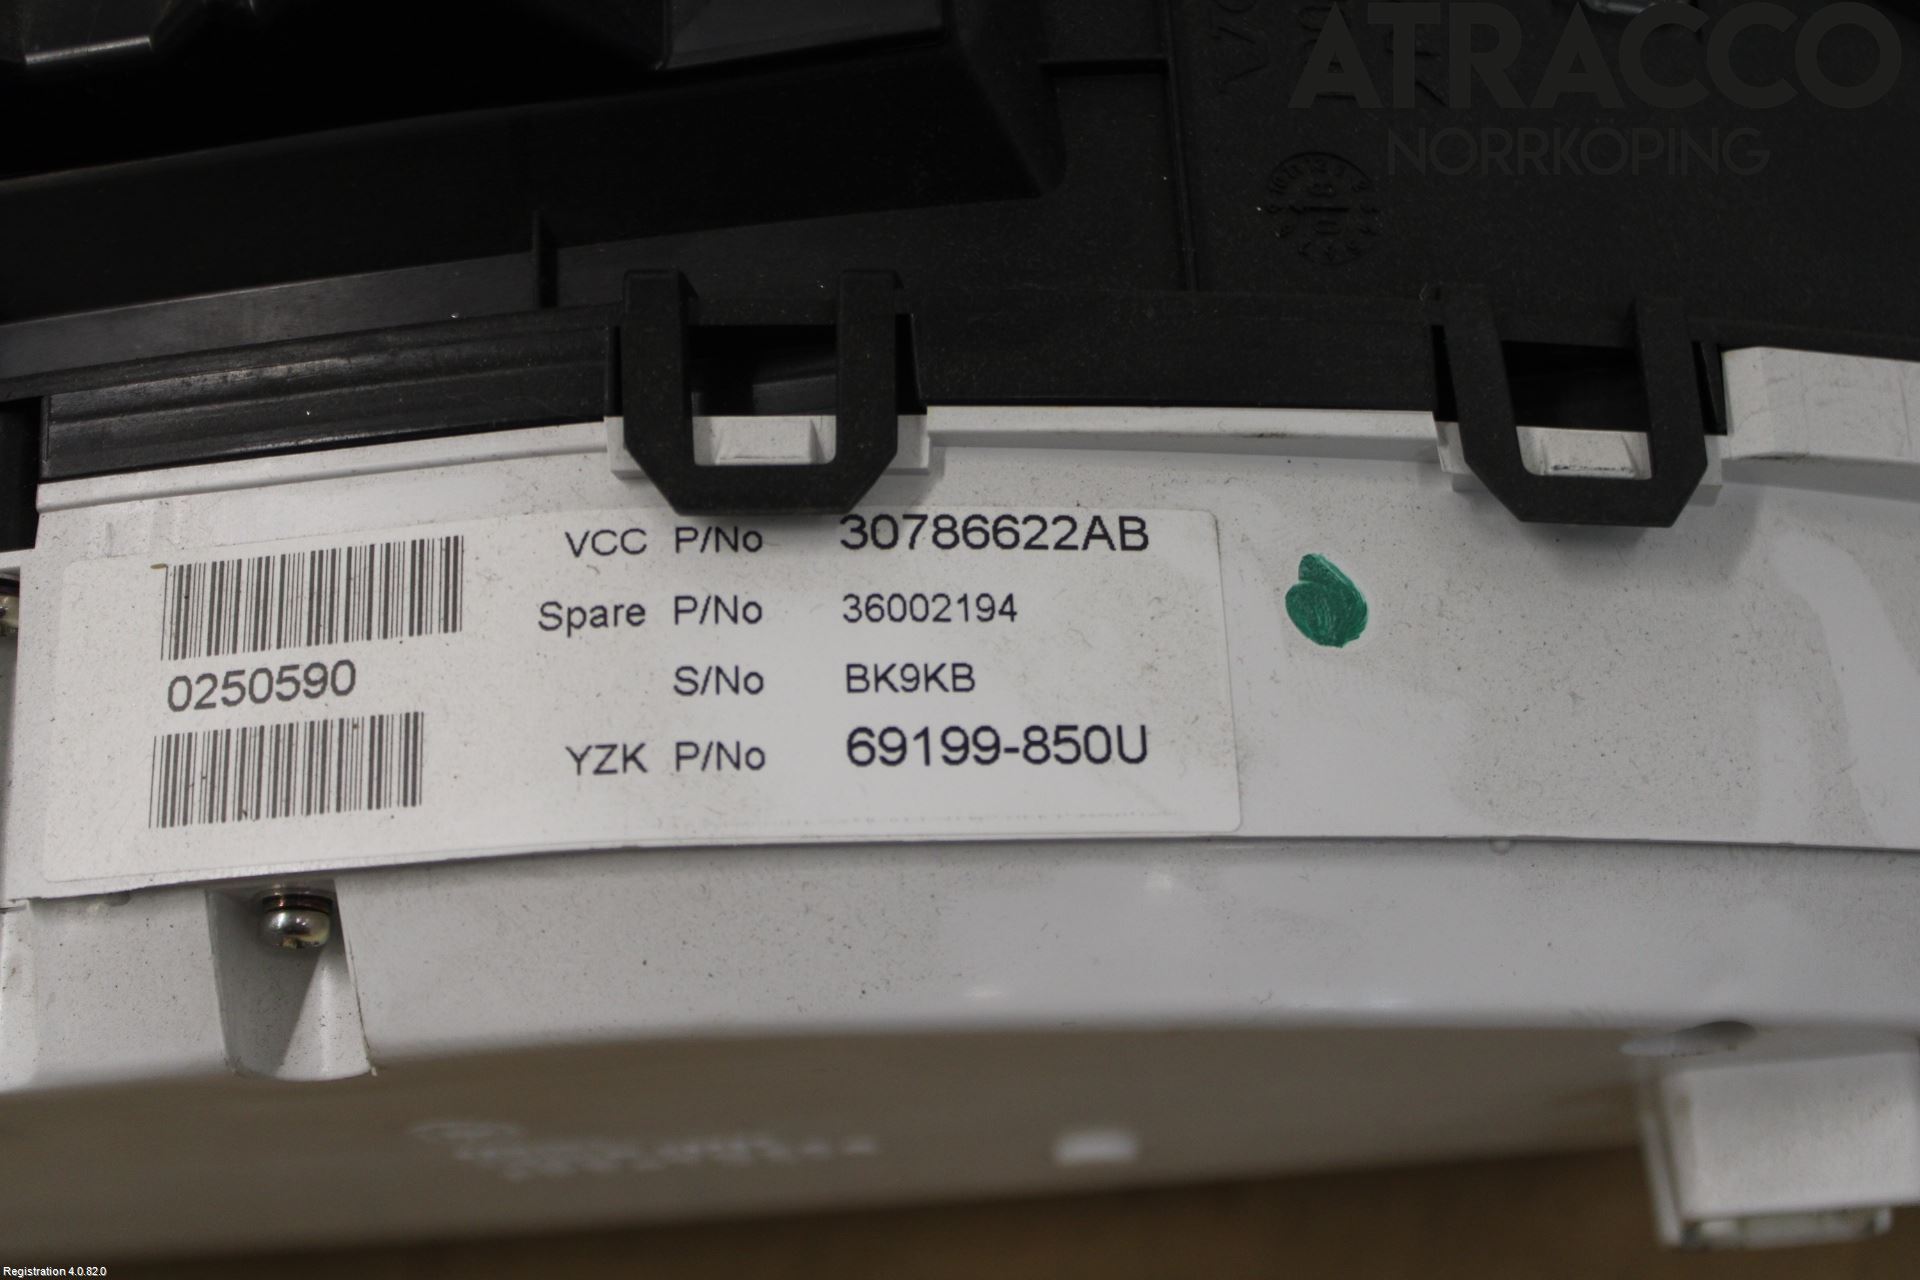 ATRACCO
NORRKÖPING
VCC P/No 30786622AB
Spare P/No 36002194
0250590
S/No BK9KB
YZK P/No 69199-850U
Registration 4.0.82.0